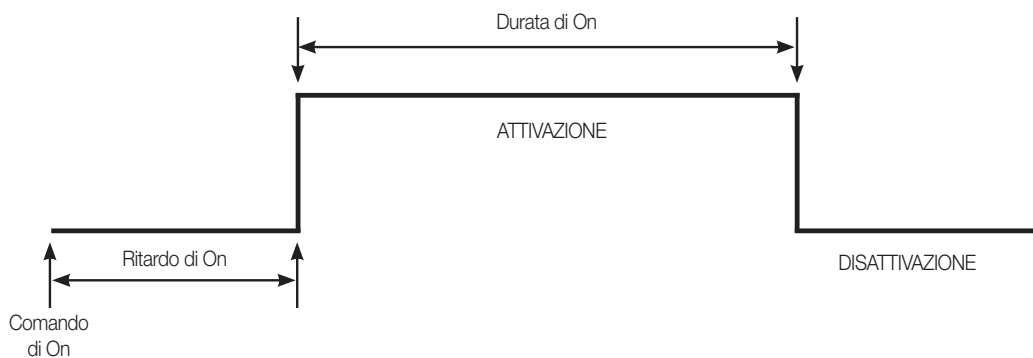 Durata di On
ATTIVAZIONE
Ritardo di On
DISATTIVAZIONE
Comando
di On